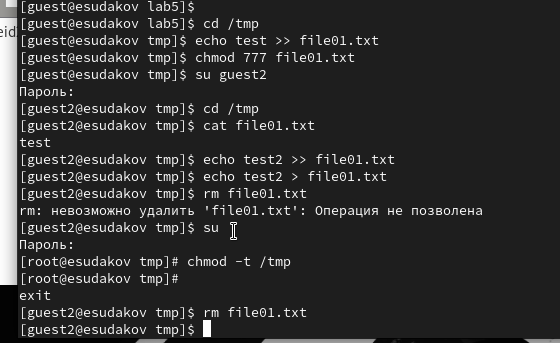 [guest@esudakov lab5]$
[guest@esudakov lab5]$ cd /tmp
[guest@esudakov tmp]$ echo test >> file01.txt
[guest@esudakov tmp]$ chmod 777 file01.txt
[guest@esudakov tmp]$ su guest2
Пароль:
[guest2@esudakov tmp]$ cd /tmp
[guest2@esudakov tmp]$ cat file01.txt
test
[guest2@esudakov tmp]$ echo test2 >> file01.txt
[guest2@esudakov tmp]$ echo test2 > file01.txt
[guest2@esudakov tmp]$ rm file01.txt
rm: невозможно удалить 'file01.txt': Операция не позволена
[guest2@esudakov tmp]$ su
Пароль:
[root@esudakov tmp]# chmod -t /tmp
[root@esudakov tmp]#
exit
[guest2@esudakov tmp]$ rm file01.txt
[guest2@esudakov tmp]$